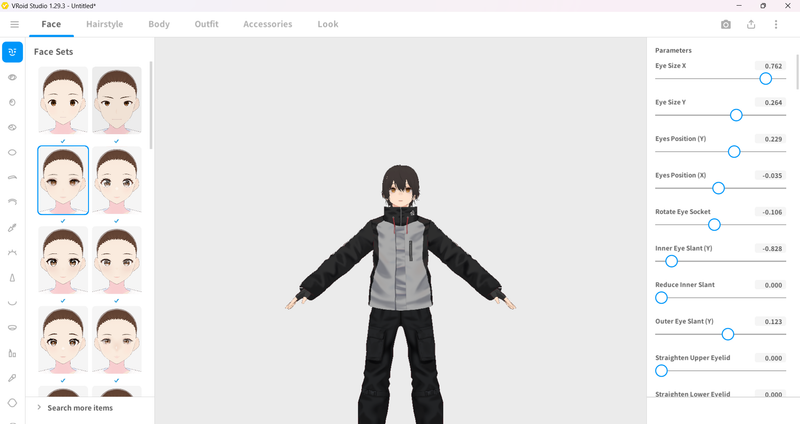 VRoid Studio 1.29.3 - Untitled*
Face Hairstyle Body Outfit Accessories Look
Face Sets
Search more items
Parameters
Eye Size X 0.762
Eye Size Y 0.264
Eyes Position (Y) 0.229
Eyes Position (X) -0.035
Rotate Eye Socket -0.106
Inner Eye Slant (Y) -0.828
Reduce Inner Slant 0.000
Outer Eye Slant (Y) 0.123
Straighten Upper Eyelid 0.000
Straighten Lower Eyelid 0.000